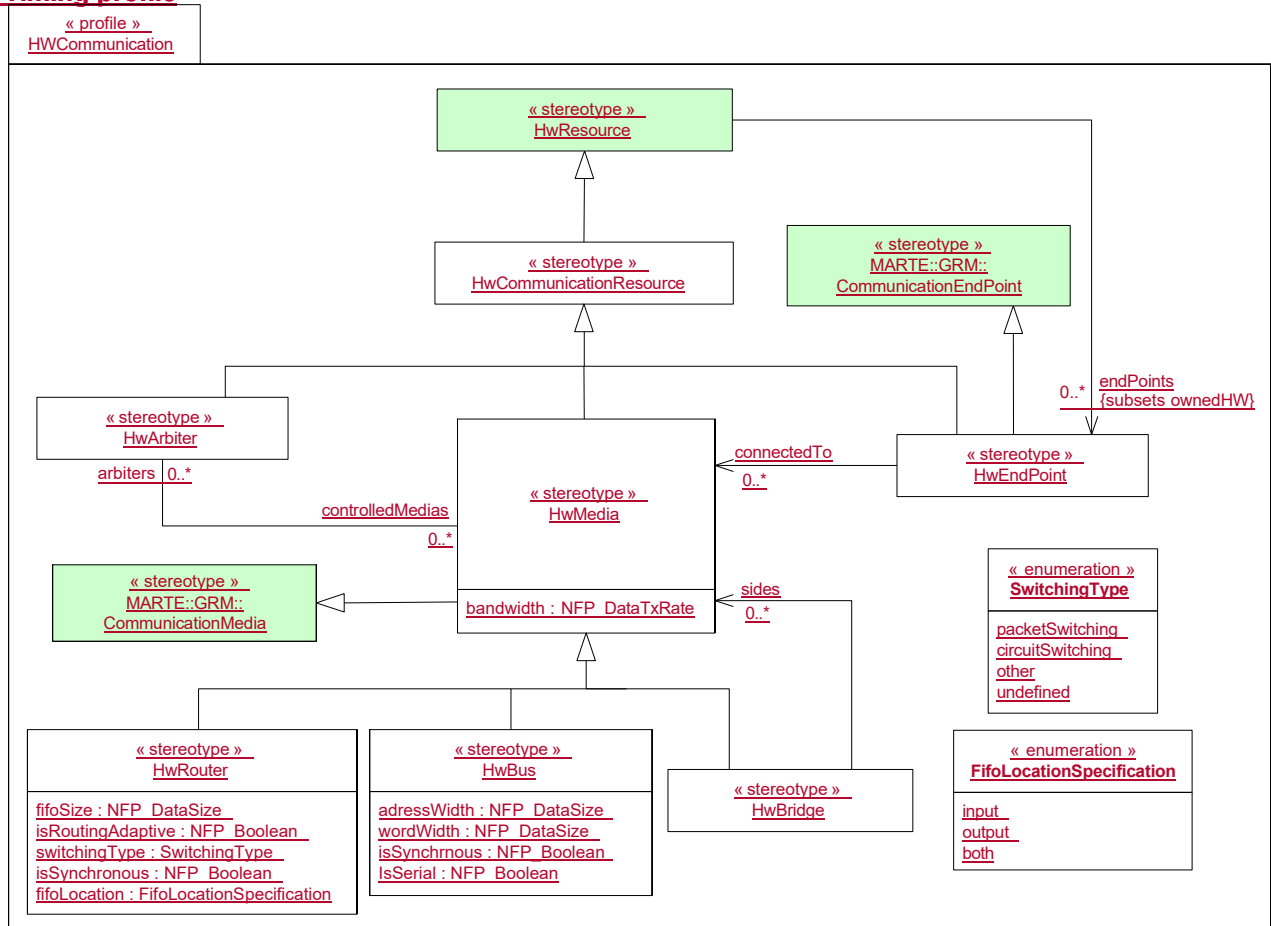 Timing profile
« profile »
HWCommunication
« stereotype »
HwResource
« stereotype »
HwCommunicationResource
« stereotype »
MARTE::GRM::
CommunicationEndPoint
endPoints
0..*
{subsets ownedHW}
« stereotype »
HwArbiter
arbiters 0..*
« stereotype »
HwMedia
bandwidth : NFP_DataTxRate
connectedTo
0..*
« stereotype »
HwEndPoint
controlledMedias
0..*
« stereotype »
MARTE::GRM::
CommunicationMedia
sides
0..*
« enumeration »
SwitchingType
packetSwitching
circuitSwitching
other
undefined
« stereotype »
HwRouter
fifoSize : NFP_DataSize
isRoutingAdaptive : NFP_Boolean
switchingType : SwitchingType
isSynchronous : NFP_Boolean
fifoLocation : FifoLocationSpecification
« stereotype »
HwBus
adressWidth : NFP_DataSize
wordWidth : NFP_DataSize
isSynchrnous : NFP_Boolean
IsSerial : NFP_Boolean
« stereotype »
HwBridge
« enumeration »
FifoLocationSpecification
input
output
both